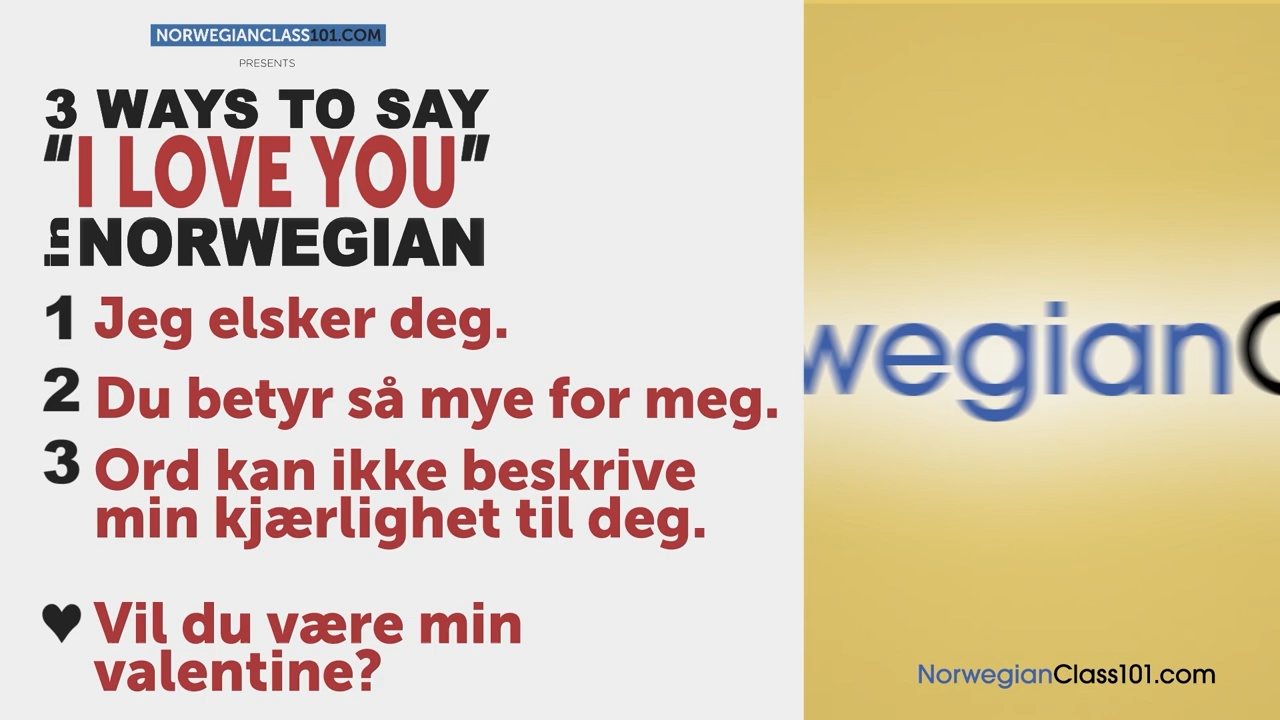 NORWEGIANCLASS101.COM
PRESENTS
3 WAYS TO SAY
"I LOVE YOU"
in NORWEGIAN
1 Jeg elsker deg.
2 Du betyr så mye for meg.
3 Ord kan ikke beskrive
min kjærlighet til deg.
♥ Vil du være min
valentine?
wegianC
NorwegianClass101.com